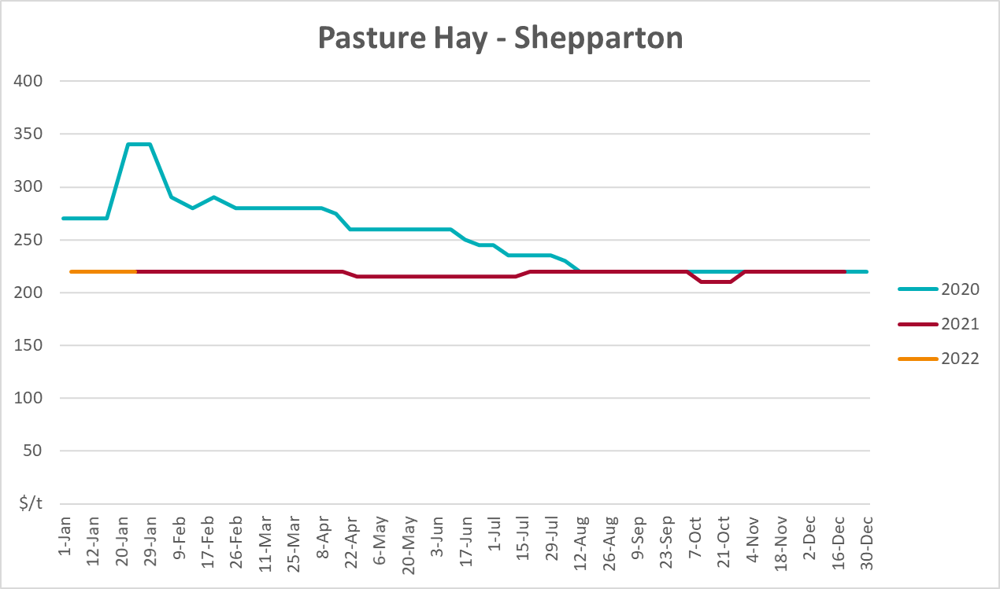 Pasture Hay - Shepparton
400
350
300
250
200
150
100
50
$/t
1-Jan
12-Jan
20-Jan
29-Jan
9-Feb
17-Feb
26-Feb
11-Mar
25-Mar
8-Apr
22-Apr
6-May
20-May
3-Jun
17-Jun
1-Jul
15-Jul
29-Jul
12-Aug
26-Aug
9-Sep
23-Sep
7-Oct
21-Oct
4-Nov
18-Nov
2-Dec
16-Dec
30-Dec
2020
2021
2022